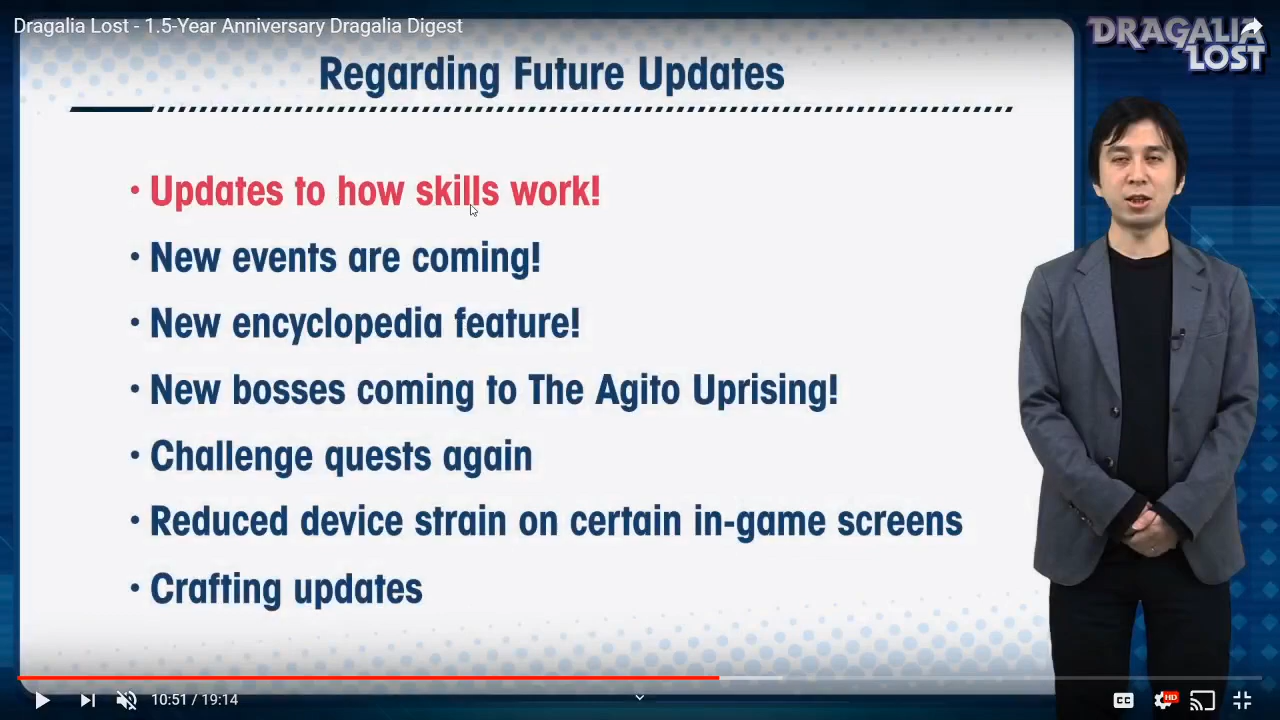 Dragalia Lost - 1.5-Year Anniversary Dragalia Digest
DRAGALIA
LOST
Regarding Future Updates
• Updates to how skills work!
• New events are coming!
• New encyclopedia feature!
• New bosses coming to The Agito Uprising!
• Challenge quests again
• Reduced device strain on certain in-game screens
• Crafting updates
10:51 / 19:14
CC
HD